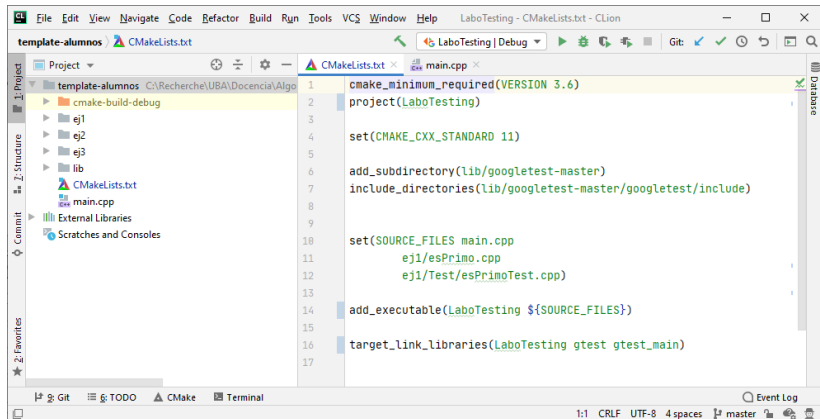 File Edit View Navigate Code Refactor Build Run Tools VCS Window Help LaboTesting - CMakeLists.txt - CLion
template-alumnos CMakeLists.txt LaboTesting | Debug Git:
Project CMakeLists.txt main.cpp
1: Project
7: Structure
Commit
2: Favorites
template-alumnos C:\Recherche\UBA\Docencia\Algo
cmake-build-debug
ej1
ej2
ej3
lib
CMakeLists.txt
main.cpp
External Libraries
Scratches and Consoles
1 cmake_minimum_required(VERSION 3.6)
2 project(LaboTesting)
3
4 set(CMAKE_CXX_STANDARD 11)
5
6 add_subdirectory(lib/googletest-master)
7 include_directories(lib/googletest-master/googletest/include)
8
9
10 set(SOURCE_FILES main.cpp
11 ej1/esPrimo.cpp
12 ej1/Test/esPrimoTest.cpp)
13
14 add_executable(LaboTesting ${SOURCE_FILES})
15
16 target_link_libraries(LaboTesting gtest gtest_main)
17
Database
9: Git 6: TODO CMake Terminal Event Log
1:1 CRLF UTF-8 4 spaces master